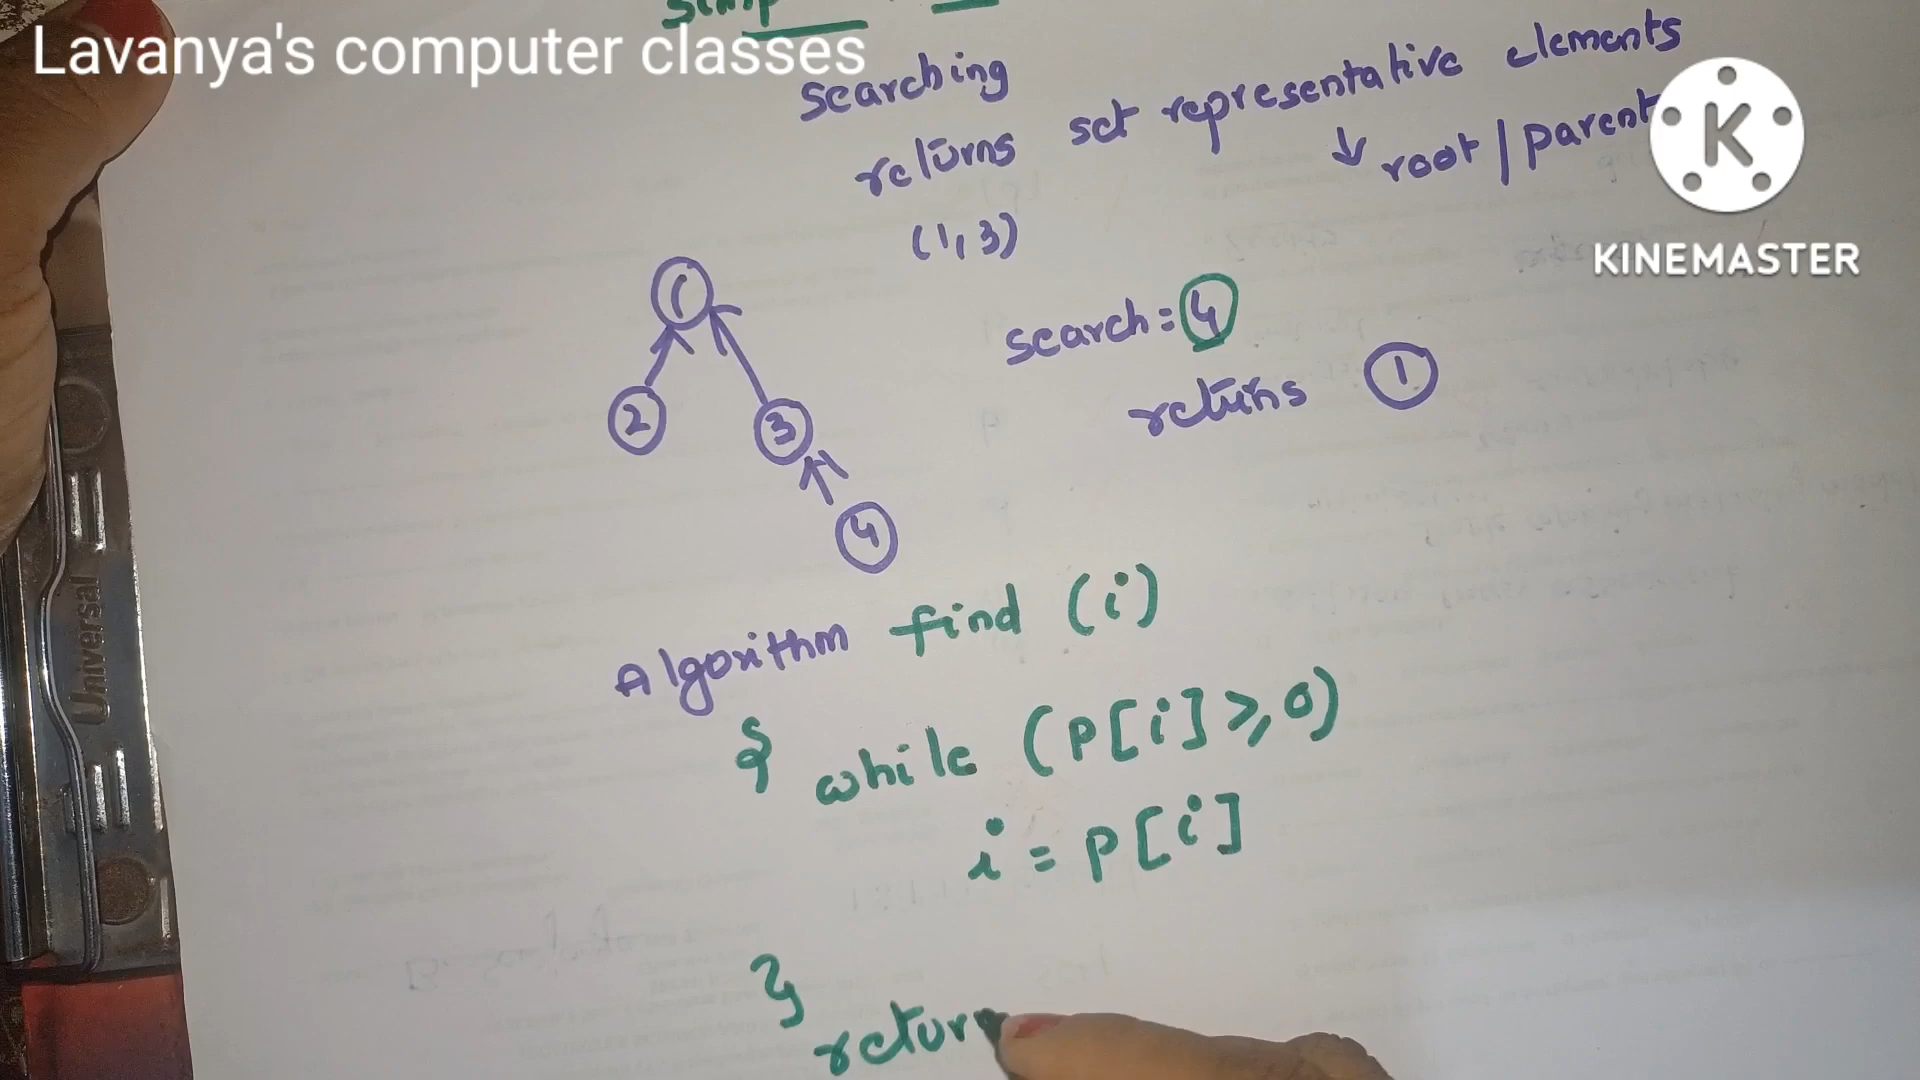 Lavanya's computer classes
searching
returns set representative elements
↓ root / parent
(1, 3)
K
KINEMASTER
1
search = 4
returns 1
2
3
4
Universal
Algorithm find (i)
{ while (P[i] ≥ 0)
i = P[i]
}
return